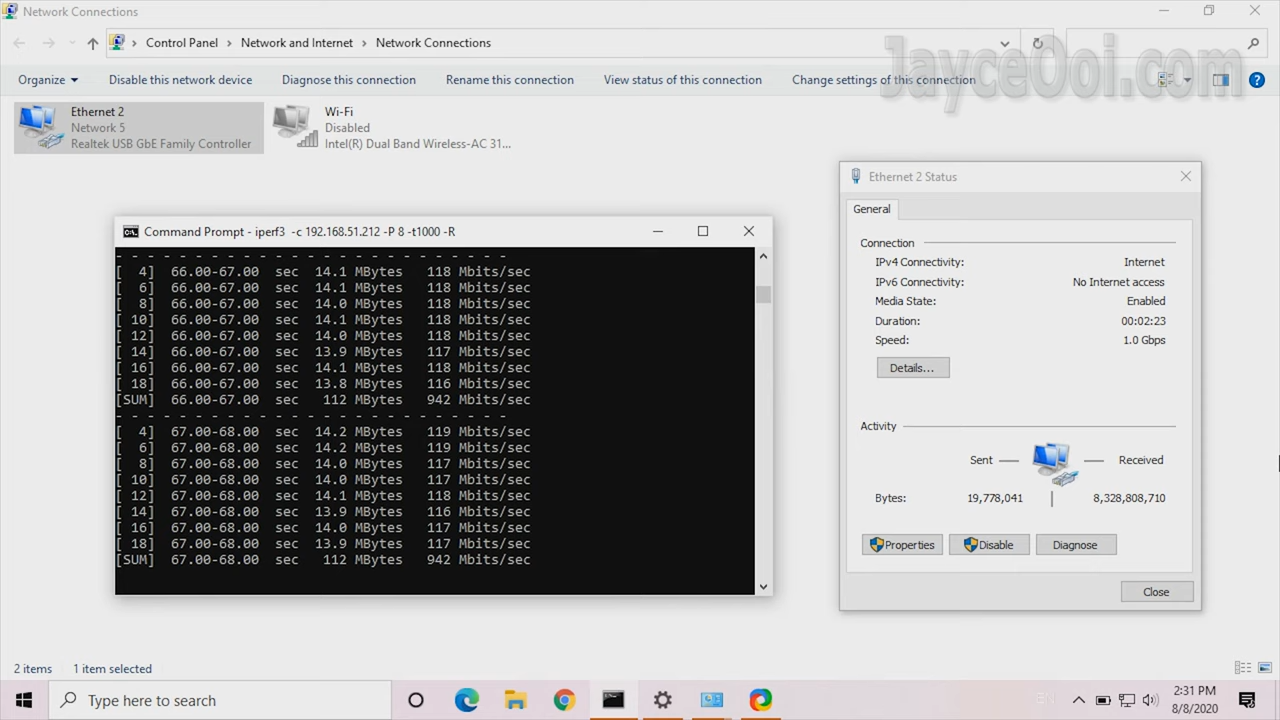 Network Connections
Control Panel > Network and Internet > Network Connections
JayceOoi.com
Organize Disable this network device Diagnose this connection Rename this connection View status of this connection Change settings of this connection
Ethernet 2
Network 5
Realtek USB GbE Family Controller
Wi-Fi
Disabled
Intel(R) Dual Band Wireless-AC 31...
Command Prompt - iperf3 -c 192.168.51.212 -P 8 -t1000 -R
- - - - - - - - - - - - - - - - - - - - - - - - -
[  4]  66.00-67.00  sec  14.1 MBytes   118 Mbits/sec
[  6]  66.00-67.00  sec  14.1 MBytes   118 Mbits/sec
[  8]  66.00-67.00  sec  14.0 MBytes   118 Mbits/sec
[ 10]  66.00-67.00  sec  14.1 MBytes   118 Mbits/sec
[ 12]  66.00-67.00  sec  14.0 MBytes   118 Mbits/sec
[ 14]  66.00-67.00  sec  13.9 MBytes   117 Mbits/sec
[ 16]  66.00-67.00  sec  14.1 MBytes   118 Mbits/sec
[ 18]  66.00-67.00  sec  13.8 MBytes   116 Mbits/sec
[SUM]  66.00-67.00  sec   112 MBytes   942 Mbits/sec
- - - - - - - - - - - - - - - - - - - - - - - - -
[  4]  67.00-68.00  sec  14.2 MBytes   119 Mbits/sec
[  6]  67.00-68.00  sec  14.2 MBytes   119 Mbits/sec
[  8]  67.00-68.00  sec  14.0 MBytes   117 Mbits/sec
[ 10]  67.00-68.00  sec  14.0 MBytes   117 Mbits/sec
[ 12]  67.00-68.00  sec  14.1 MBytes   118 Mbits/sec
[ 14]  67.00-68.00  sec  13.9 MBytes   116 Mbits/sec
[ 16]  67.00-68.00  sec  14.0 MBytes   117 Mbits/sec
[ 18]  67.00-68.00  sec  13.9 MBytes   117 Mbits/sec
[SUM]  67.00-68.00  sec   112 MBytes   942 Mbits/sec
Ethernet 2 Status
General
Connection
IPv4 Connectivity: Internet
IPv6 Connectivity: No Internet access
Media State: Enabled
Duration: 00:02:23
Speed: 1.0 Gbps
Details...
Activity
Sent — — Received
Bytes: 19,778,041 | 8,328,808,710
Properties Disable Diagnose
Close
2 items 1 item selected
Type here to search
2:31 PM
8/8/2020